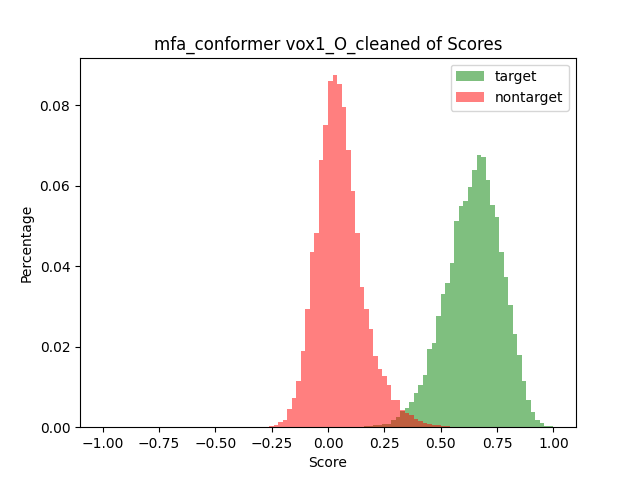 mfa_conformer vox1_O_cleaned of Scores
target
nontarget
Percentage
0.08
0.06
0.04
0.02
0.00
−1.00 −0.75 −0.50 −0.25 0.00 0.25 0.50 0.75 1.00
Score